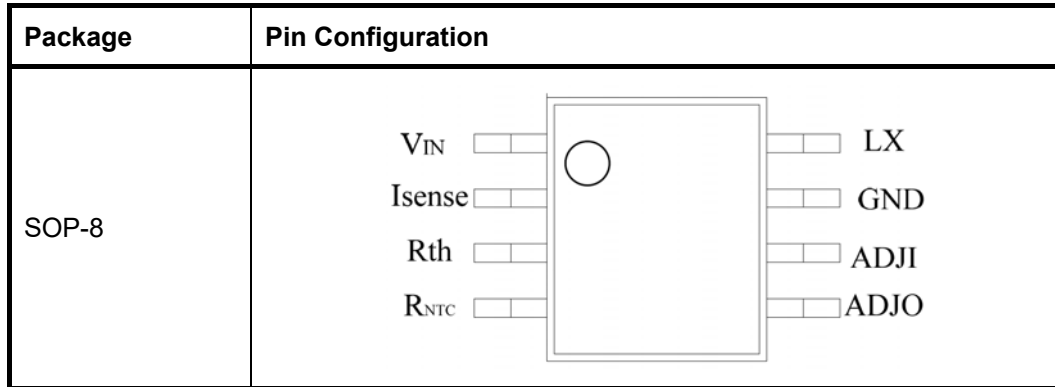 Package Pin Configuration
SOP-8
VIN LX
Isense GND
Rth ADJI
RNTC ADJO